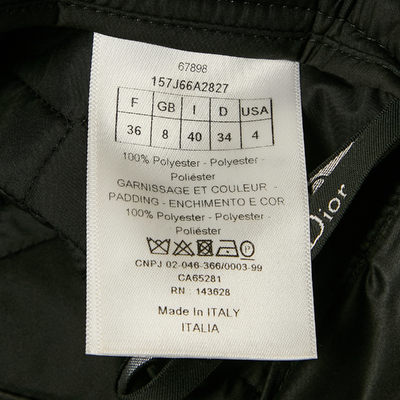 67898
157J66A2827
F GB I D USA
36 8 40 34 4
100% Polyester - Polyester -
Poliéster
GARNISSAGE ET COULEUR -
PADDING - ENCHIMENTO E COR
100% Polyester - Polyester -
Poliéster
P
CNPJ 02-046-366/0003-99
CA65281
RN : 143628
Made In ITALY
ITALIA
Dior